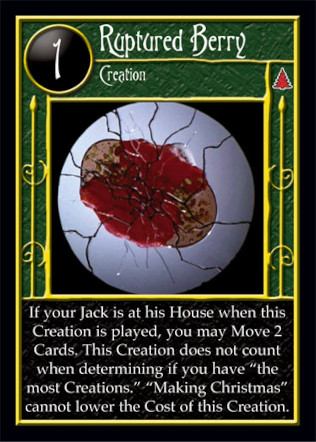 1
Ruptured Berry
Creation
If your Jack is at his House when this
Creation is played, you may Move 2
Cards. This Creation does not count
when determining if you have “the
most Creations.” “Making Christmas”
cannot lower the Cost of this Creation.